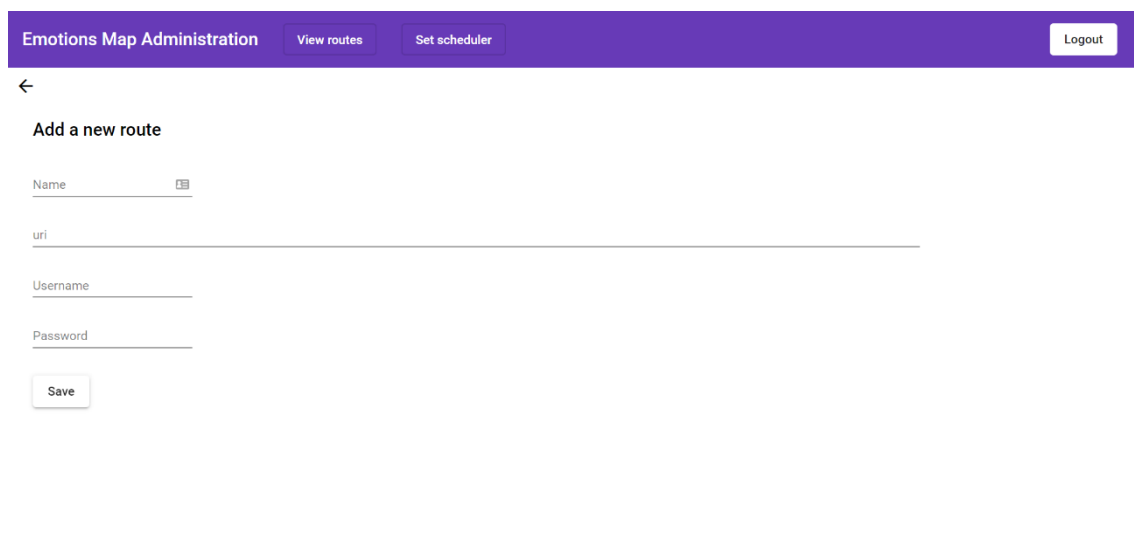 Emotions Map Administration View routes Set scheduler Logout
Add a new route
Name
uri
Username
Password
Save